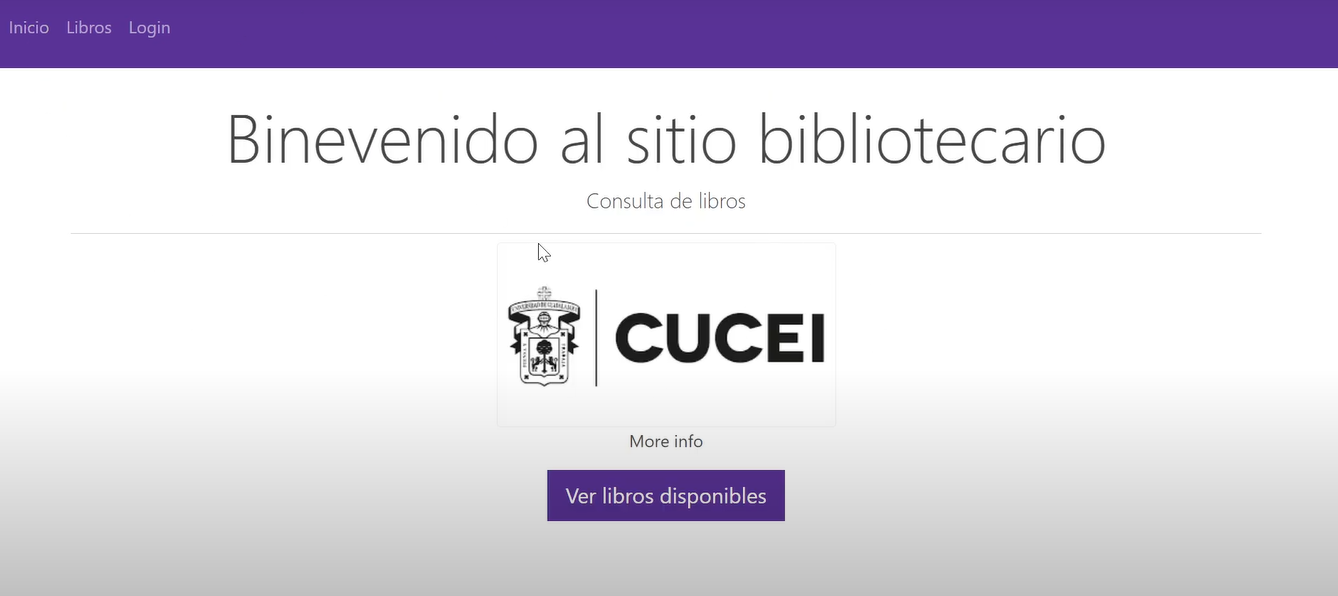 Inicio Libros Login
Binevenido al sitio bibliotecario
Consulta de libros
CUCEI
More info
Ver libros disponibles